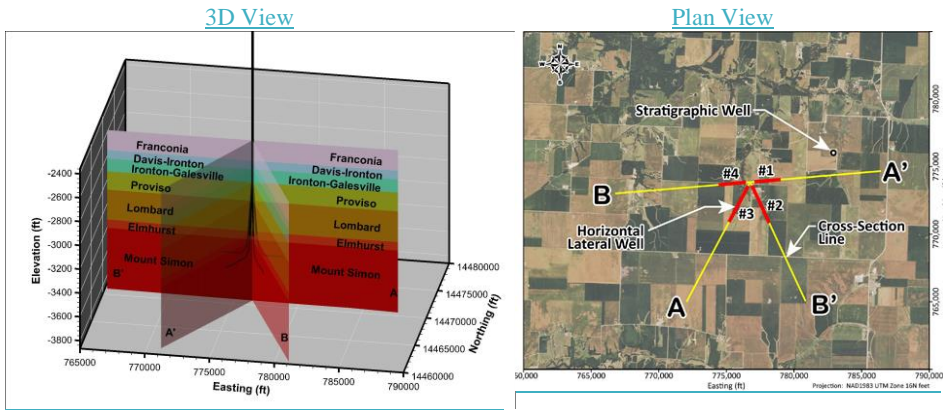 3D View
Franconia
Davis-Ironton
Ironton-Galesville
Proviso
Lombard
Elmhurst
Mount Simon
B'
Franconia
Davis-Ironton
Ironton-Galesville
Proviso
Lombard
Elmhurst
Mount Simon
A
A'
B
Elevation (ft)
-2400
-2600
-2800
-3000
-3200
-3400
-3600
-3800
765000
770000
775000
780000
785000
790000
Easting (ft)
14460000
14465000
14470000
14475000
14480000
Northing (ft)
Plan View
N
Stratigraphic Well
#4
#1
A'
B
#3
#2
Horizontal
Lateral Well
Cross-Section
Line
A
B'
780,000
775,000
770,000
765,000
50,000
765,000
770,000
775,000
780,000
785,000
790,000
Easting (ft)
Projection: NAD1983 UTM Zone 16N feet